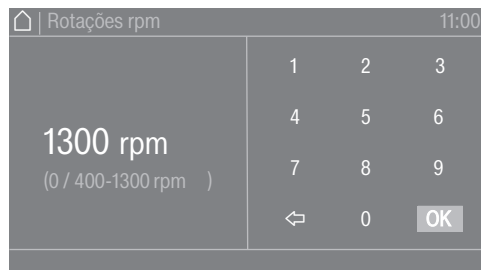 | Rotações rpm 11:00
1300 rpm
(0 / 400-1300 rpm )
1 2 3
4 5 6
7 8 9
0 OK